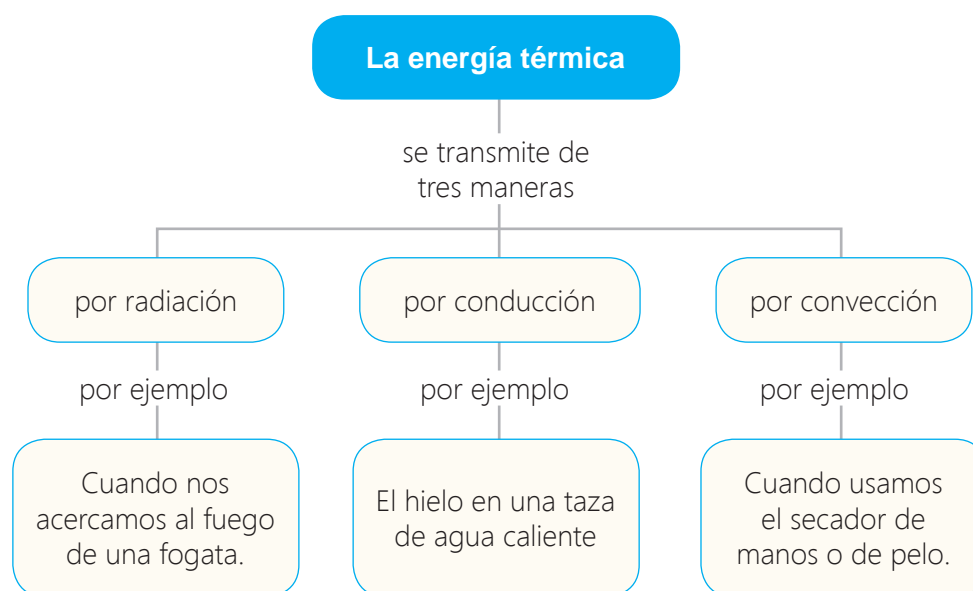 La energía térmica
se transmite de
tres maneras
por radiación
por conducción
por convección
por ejemplo
por ejemplo
por ejemplo
Cuando nos
acercamos al fuego
de una fogata.
El hielo en una taza
de agua caliente
Cuando usamos
el secador de
manos o de pelo.